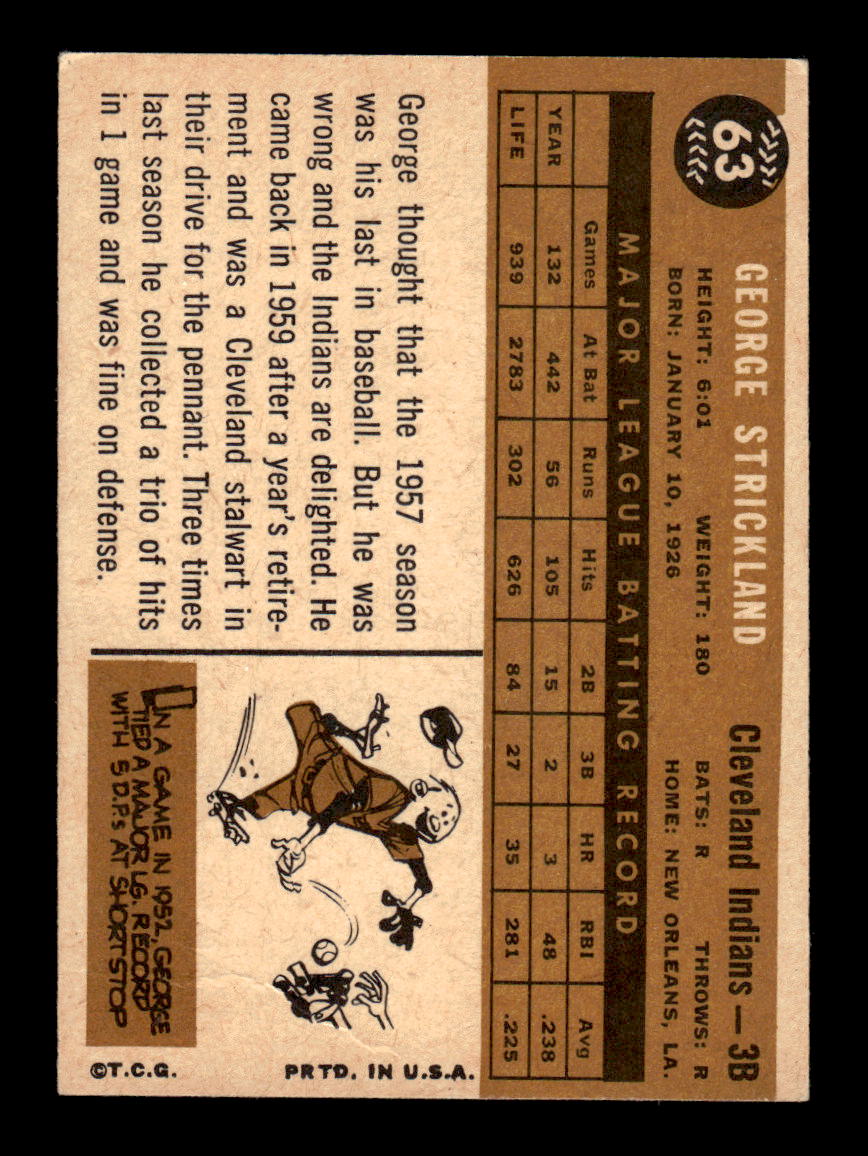 63
GEORGE STRICKLAND Cleveland Indians — 3B
HEIGHT: 6:01 WEIGHT: 180 BATS: R THROWS: R
BORN: JANUARY 10, 1926 HOME: NEW ORLEANS, LA.
MAJOR LEAGUE BATTING RECORD
Games At Bat Runs Hits 2B 3B HR RBI Avg
YEAR 132 442 56 105 15 2 3 48 .238
LIFE 939 2783 302 626 84 27 35 281 .225
George thought that the 1957 season
was his last in baseball. But he was
wrong and the Indians are delighted. He
came back in 1959 after a year's retire-
ment and was a Cleveland stalwart in
their drive for the pennant. Three times
last season he collected a trio of hits
in 1 game and was fine on defense.
IN A GAME IN 1952, GEORGE
TIED A MAJOR LG. RECORD
WITH 5 D.P.s AT SHORTSTOP
©T.C.G. PRTD. IN U.S.A.